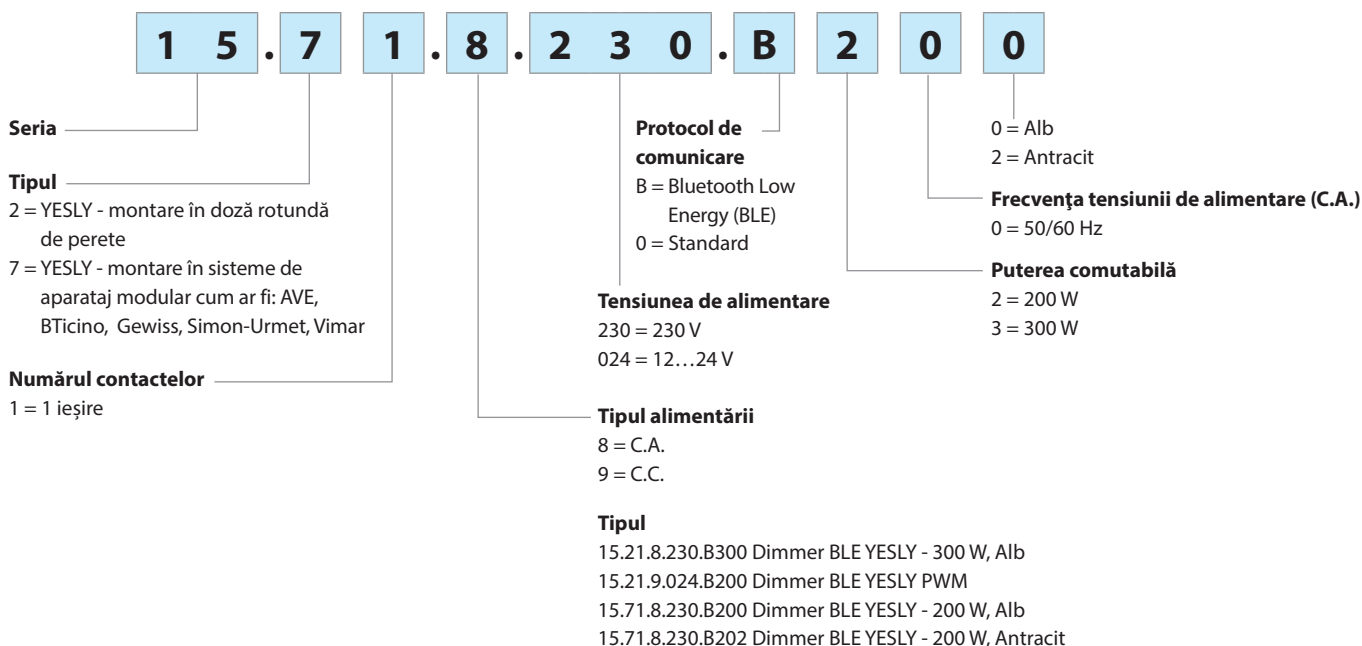 1 5 . 7 1 . 8 . 2 3 0 . B 2 0 0
Seria
Tipul
2 = YESLY - montare în doză rotundă
de perete
7 = YESLY - montare în sisteme de
aparataj modular cum ar fi: AVE,
BTicino, Gewiss, Simon-Urmet, Vimar
Numărul contactelor
1 = 1 ieșire
Protocol de
comunicare
B = Bluetooth Low
Energy (BLE)
0 = Standard
Tensiunea de alimentare
230 = 230 V
024 = 12…24 V
Tipul alimentării
8 = C.A.
9 = C.C.
Tipul
15.21.8.230.B300 Dimmer BLE YESLY - 300 W, Alb
15.21.9.024.B200 Dimmer BLE YESLY PWM
15.71.8.230.B200 Dimmer BLE YESLY - 200 W, Alb
15.71.8.230.B202 Dimmer BLE YESLY - 200 W, Antracit
0 = Alb
2 = Antracit
Frecvenţa tensiunii de alimentare (C.A.)
0 = 50/60 Hz
Puterea comutabilă
2 = 200 W
3 = 300 W